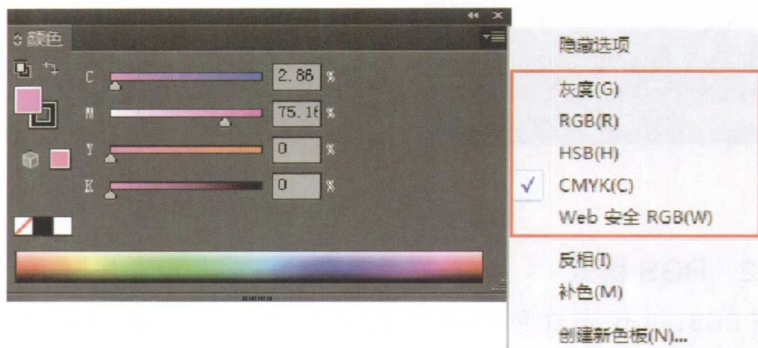 颜色
C 2.86 %
M 75.16 %
Y 0 %
K 0 %
隐藏选项
灰度(G)
RGB(R)
HSB(H)
CMYK(C)
Web 安全 RGB(W)
反相(I)
补色(M)
创建新色板(N)...